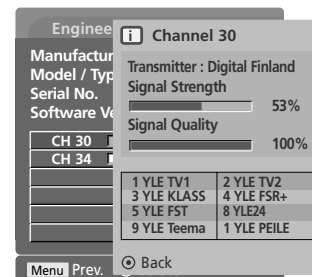 Enginee
Manufactur
Model / Typ
Serial No.
Software Ve
CH 30
CH 34
Menu Prev.
i Channel 30
Transmitter : Digital Finland
Signal Strength
53%
Signal Quality
100%
1 YLE TV1 2 YLE TV2
3 YLE KLASS 4 YLE FSR+
5 YLE FST 8 YLE24
9 YLE Teema 1 YLE PEILE
Back